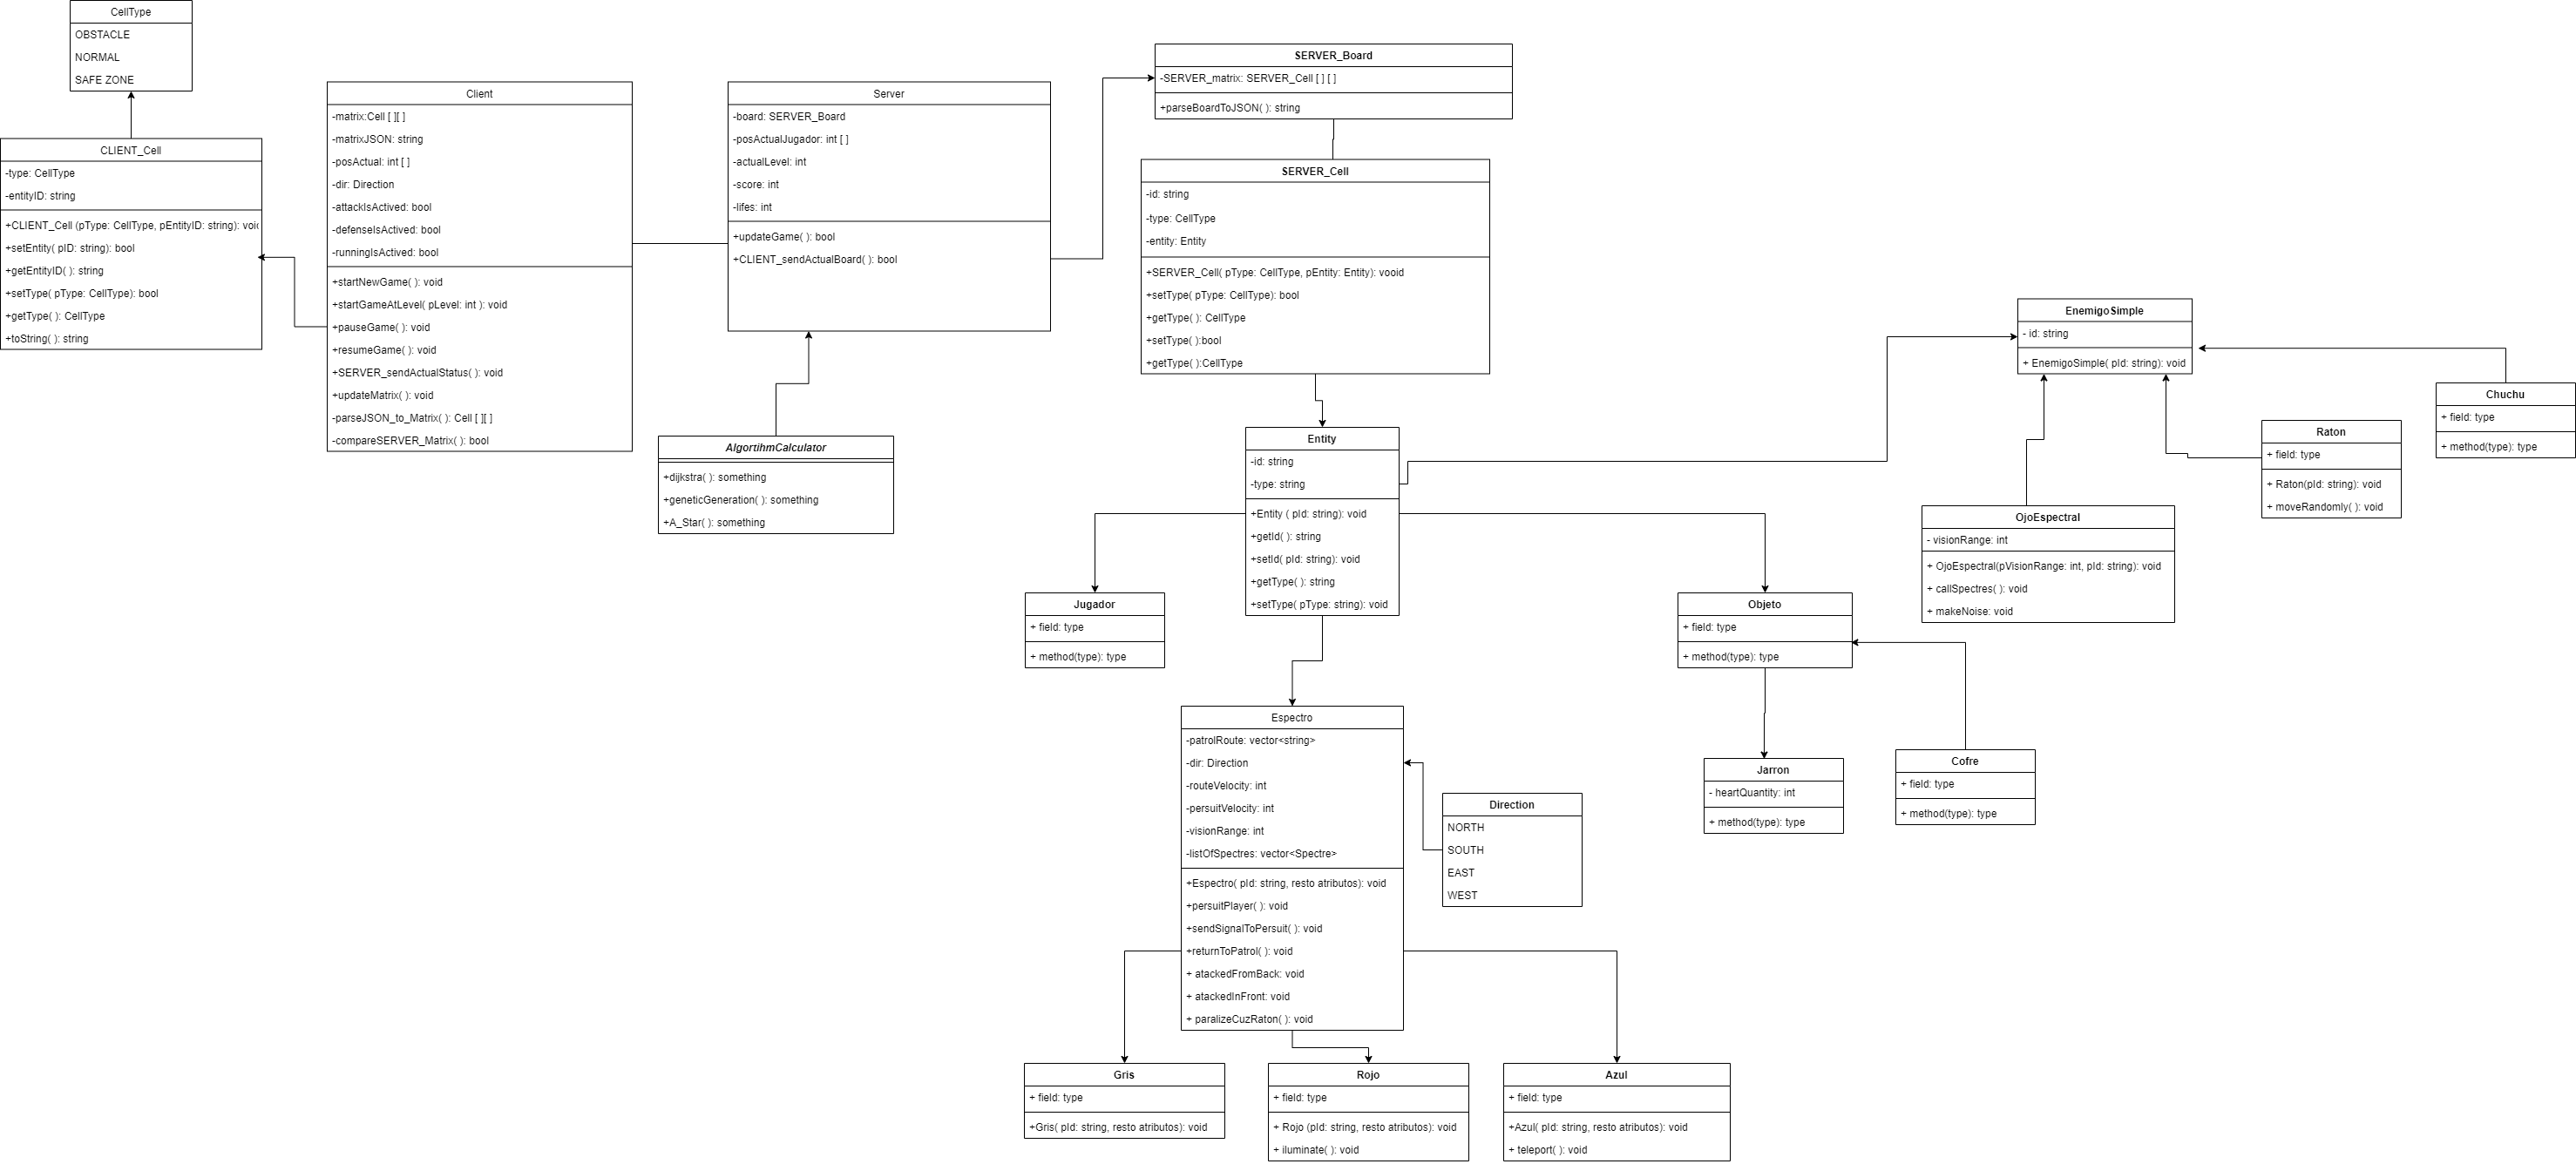 CellType
OBSTACLE
NORMAL
SAFE ZONE
CLIENT_Cell
-type: CellType
-entityID: string
+CLIENT_Cell (pType: CellType, pEntityID: string): voi
+setEntity( pID: string): bool
+getEntityID( ): string
+setType( pType: CellType): bool
+getType( ): CellType
+toString( ): string
Client
-matrix:Cell [ ][ ]
-matrixJSON: string
-posActual: int [ ]
-dir: Direction
-attackIsActived: bool
-defenseIsActived: bool
-runningIsActived: bool
+startNewGame( ): void
+startGameAtLevel( pLevel: int ): void
+pauseGame( ): void
+resumeGame( ): void
+SERVER_sendActualStatus( ): void
+updateMatrix( ): void
-parseJSON_to_Matrix( ): Cell [ ][ ]
-compareSERVER_Matrix( ): bool
Server
-board: SERVER_Board
-posActualJugador: int [ ]
-actualLevel: int
-score: int
-lifes: int
+updateGame( ): bool
+CLIENT_sendActualBoard( ): bool
AlgortihmCalculator
+dijkstra( ): something
+geneticGeneration( ): something
+A_Star( ): something
SERVER_Board
-SERVER_matrix: SERVER_Cell [ ] [ ]
+parseBoardToJSON( ): string
SERVER_Cell
-id: string
-type: CellType
-entity: Entity
+SERVER_Cell( pType: CellType, pEntity: Entity): vooid
+setType( pType: CellType): bool
+getType( ): CellType
+setType( ):bool
+getType( ):CellType
Entity
-id: string
-type: string
+Entity ( pId: string): void
+getId( ): string
+setId( pId: string): void
+getType( ): string
+setType( pType: string): void
Jugador
+ field: type
+ method(type): type
Espectro
-patrolRoute: vector<string>
-dir: Direction
-routeVelocity: int
-persuitVelocity: int
-visionRange: int
-listOfSpectres: vector<Spectre>
+Espectro( pId: string, resto atributos): void
+persuitPlayer( ): void
+sendSignalToPersuit( ): void
+returnToPatrol( ): void
+ atackedFromBack: void
+ atackedInFront: void
+ paralizeCuzRaton( ): void
Direction
NORTH
SOUTH
EAST
WEST
Gris
+ field: type
+Gris( pId: string, resto atributos): void
Rojo
+ field: type
+ Rojo (pId: string, resto atributos): void
+ iluminate( ): void
Azul
+ field: type
+Azul( pId: string, resto atributos): void
+ teleport( ): void
Objeto
+ field: type
+ method(type): type
Jarron
- heartQuantity: int
+ method(type): type
Cofre
+ field: type
+ method(type): type
EnemigoSimple
- id: string
+ EnemigoSimple( pId: string): void
OjoEspectral
- visionRange: int
+ OjoEspectral(pVisionRange: int, pId: string): void
+ callSpectres( ): void
+ makeNoise: void
Raton
+ field: type
+ Raton(pId: string): void
+ moveRandomly( ): void
Chuchu
+ field: type
+ method(type): type